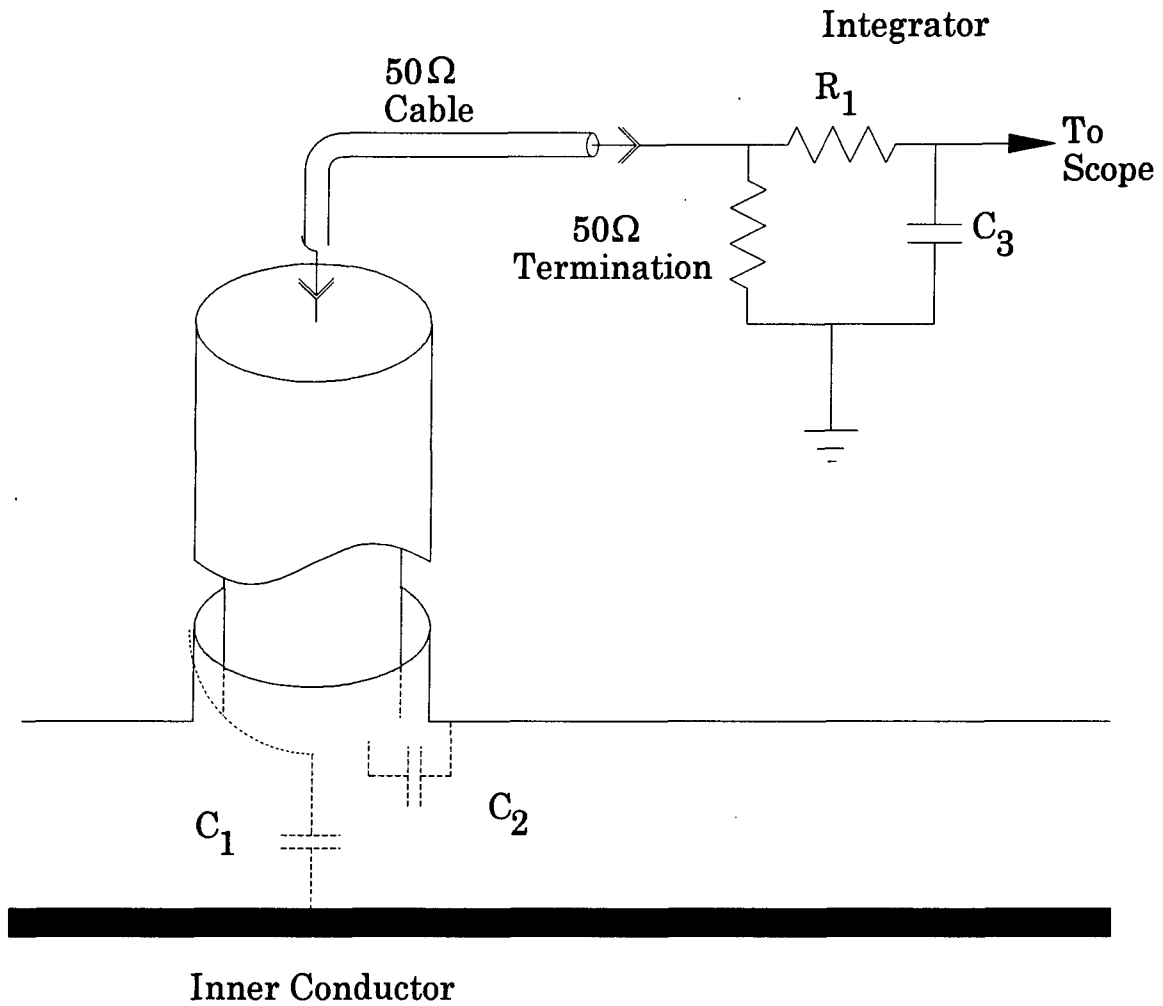 Integrator
50Ω
Cable
R1
To
Scope
50Ω
Termination
C3
C1
C2
Inner Conductor